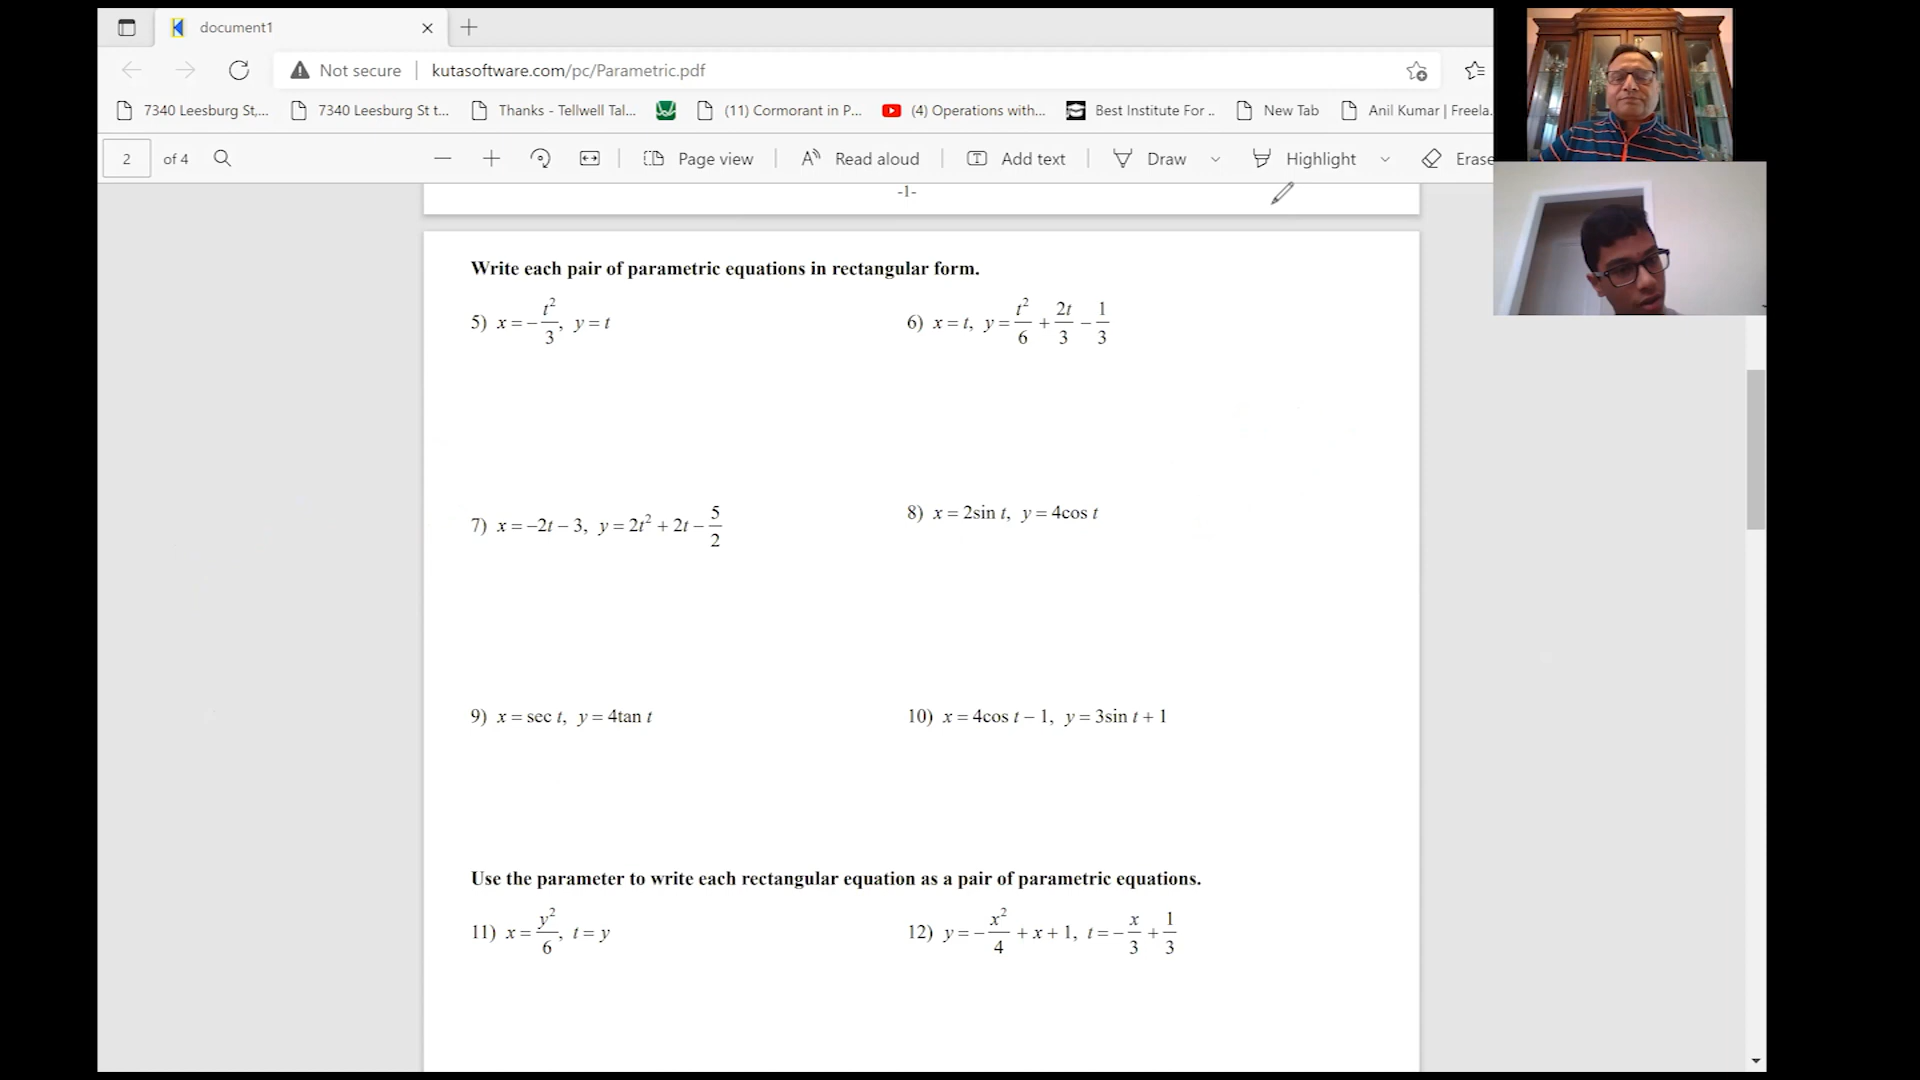 document1
Not secure | kutasoftware.com/pc/Parametric.pdf
7340 Leesburg St,... 7340 Leesburg St t... Thanks - Tellwell Tal... (11) Cormorant in P... (4) Operations with... Best Institute For .. New Tab Anil Kumar | Freela.
2 of 4 Page view Read aloud Add text Draw Highlight Erase
-1-
Write each pair of parametric equations in rectangular form.
5) x = −t²/3, y = t
6) x = t, y = t²/6 + 2t/3 − 1/3
7) x = −2t − 3, y = 2t² + 2t − 5/2
8) x = 2sin t, y = 4cos t
9) x = sec t, y = 4tan t
10) x = 4cos t − 1, y = 3sin t + 1
Use the parameter to write each rectangular equation as a pair of parametric equations.
11) x = y²/6, t = y
12) y = −x²/4 + x + 1, t = −x/3 + 1/3